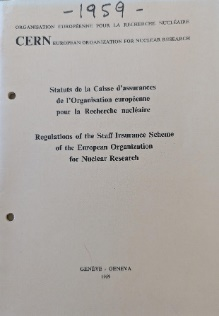 - 1959 -
ORGANISATION EUROPÉENNE POUR LA RECHERCHE NUCLÉAIRE
CERN EUROPEAN ORGANIZATION FOR NUCLEAR RESEARCH
Statuts de la Caisse d'assurances
de l'Organisation européenne
pour la Recherche nucléaire
Regulations of the Staff Insurance Scheme
of the European Organization
for Nuclear Research
GENÈVE - GENEVA